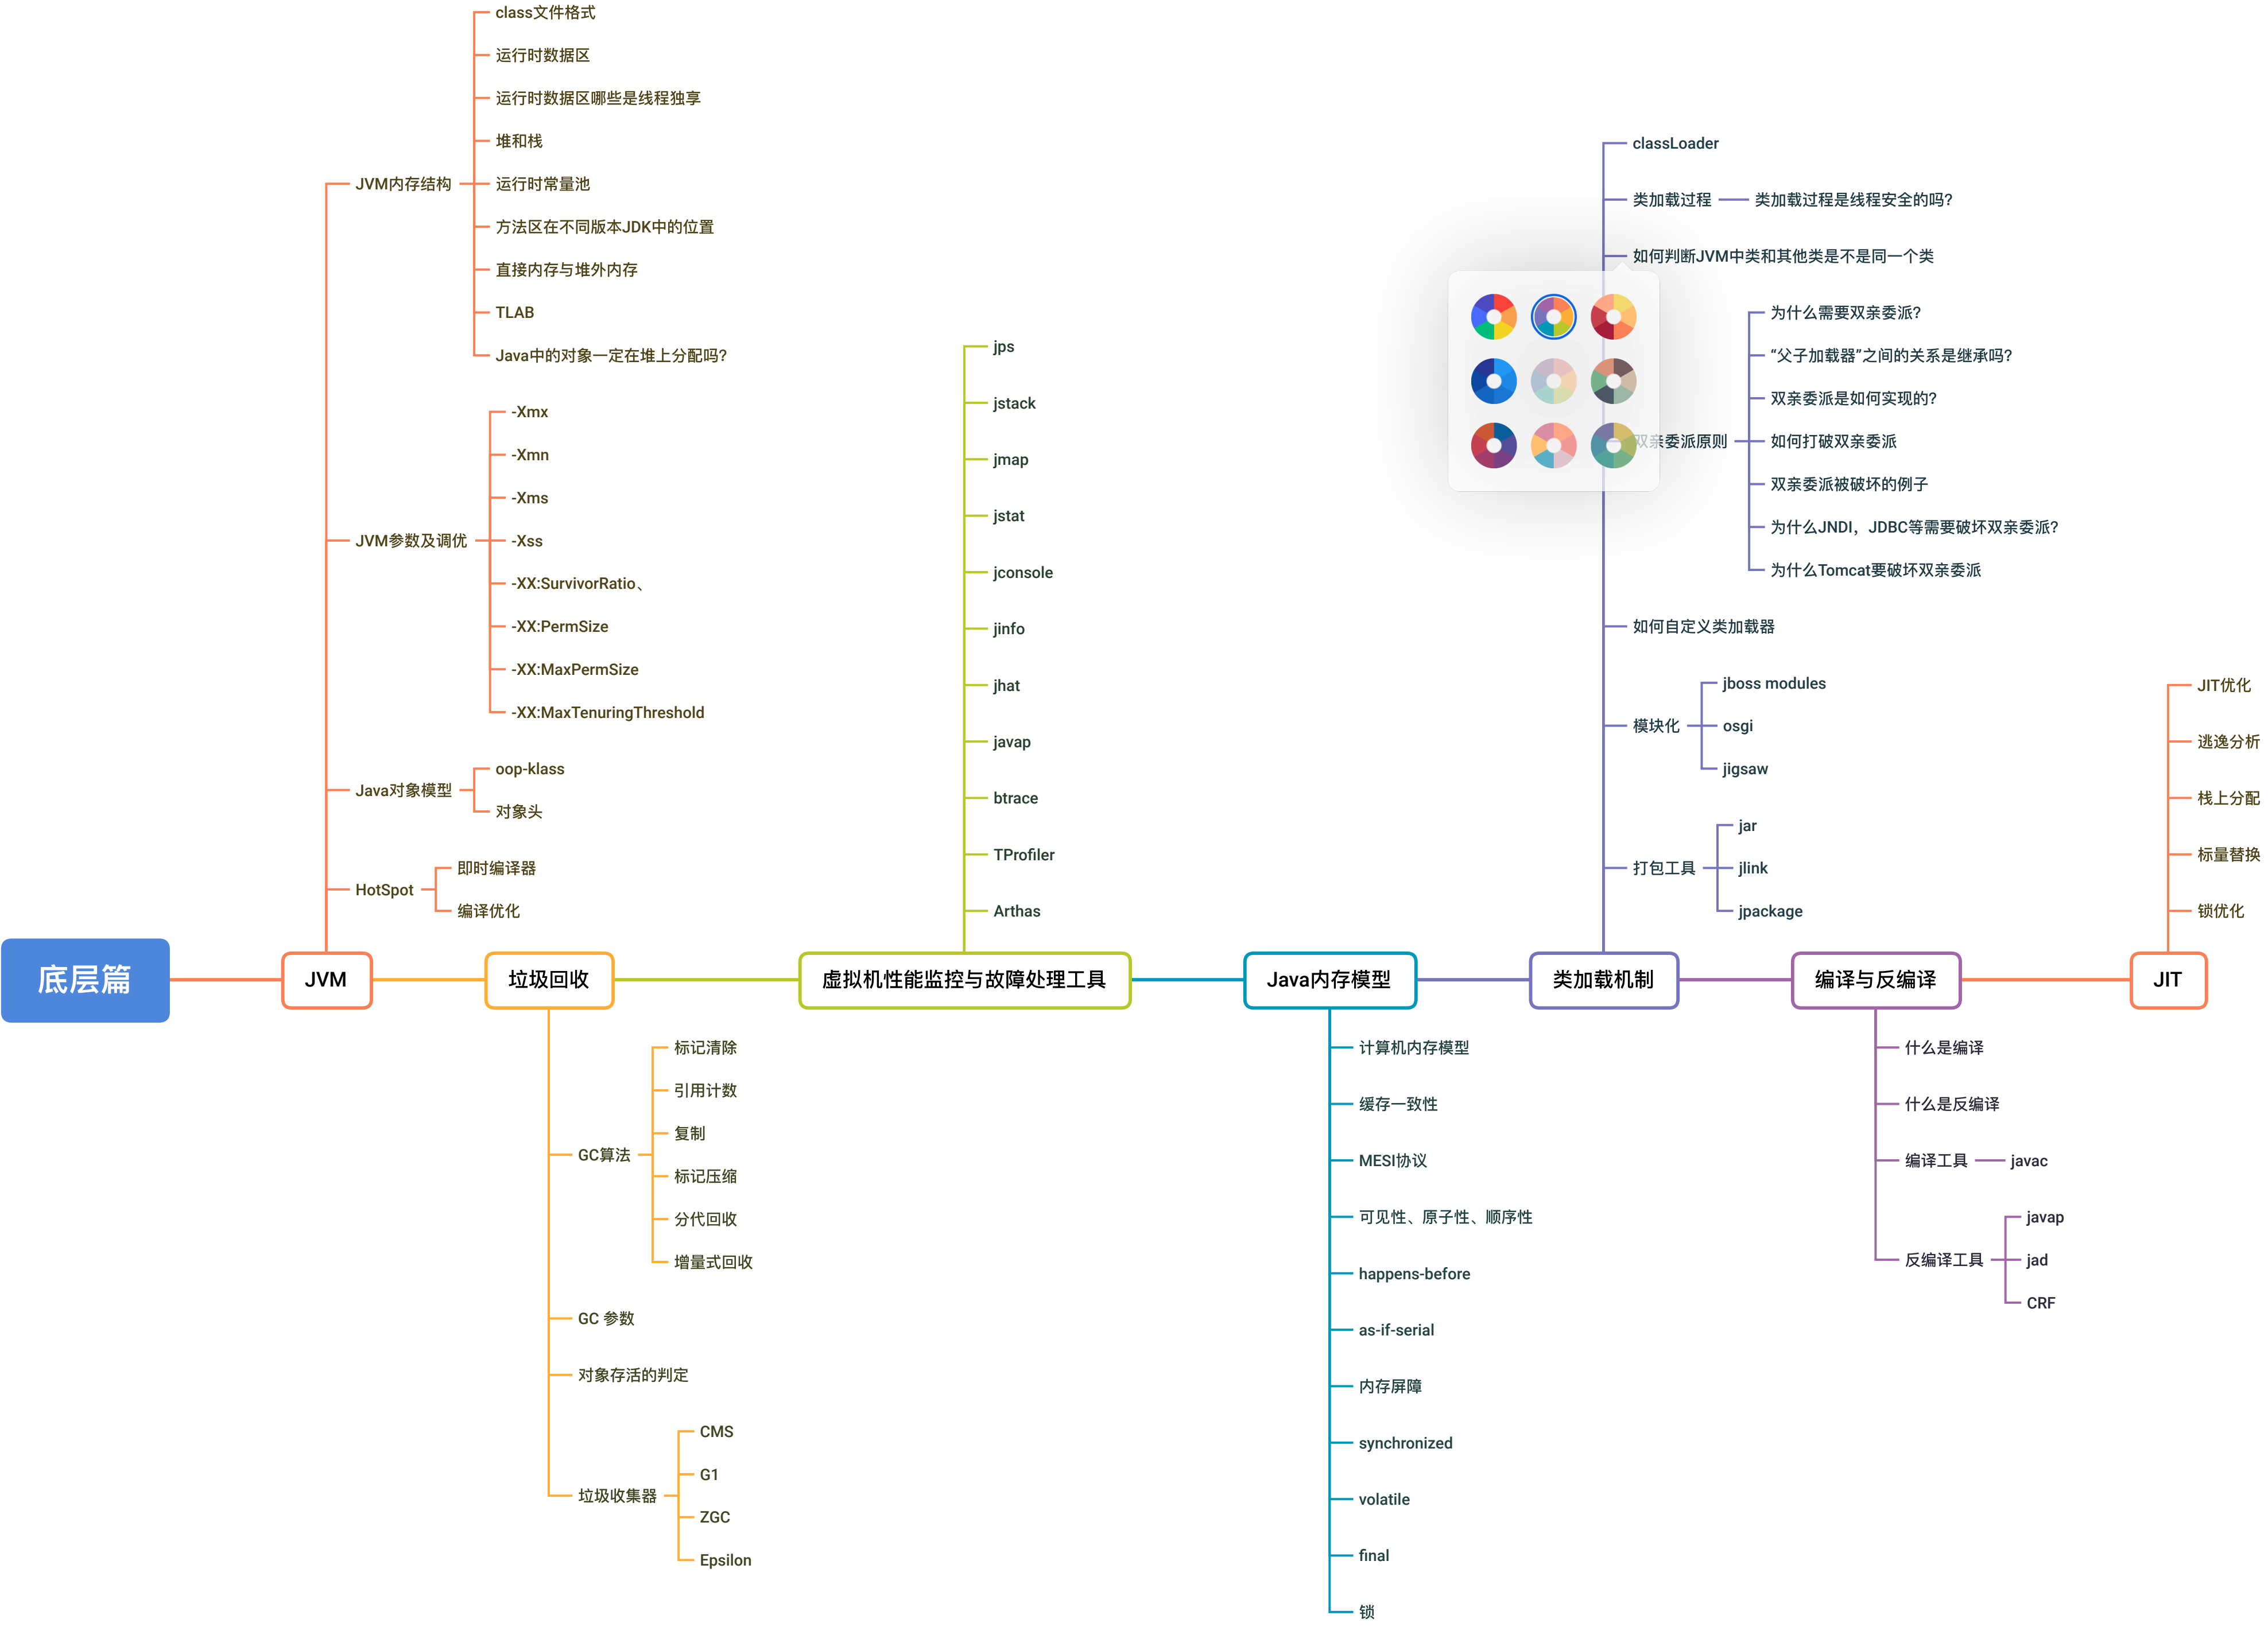 底层篇
JVM
JVM内存结构
class文件格式
运行时数据区
运行时数据区哪些是线程独享
堆和栈
运行时常量池
方法区在不同版本JDK中的位置
直接内存与堆外内存
TLAB
Java中的对象一定在堆上分配吗?
JVM参数及调优
-Xmx
-Xmn
-Xms
-Xss
-XX:SurvivorRatio、
-XX:PermSize
-XX:MaxPermSize
-XX:MaxTenuringThreshold
Java对象模型
oop-klass
对象头
HotSpot
即时编译器
编译优化
垃圾回收
GC算法
标记清除
引用计数
复制
标记压缩
分代回收
增量式回收
GC 参数
对象存活的判定
垃圾收集器
CMS
G1
ZGC
Epsilon
虚拟机性能监控与故障处理工具
jps
jstack
jmap
jstat
jconsole
jinfo
jhat
javap
btrace
TProfiler
Arthas
Java内存模型
计算机内存模型
缓存一致性
MESI协议
可见性、原子性、顺序性
happens-before
as-if-serial
内存屏障
synchronized
volatile
final
锁
类加载机制
classLoader
类加载过程
类加载过程是线程安全的吗?
如何判断JVM中类和其他类是不是同一个类
双亲委派原则
为什么需要双亲委派?
“父子加载器”之间的关系是继承吗?
双亲委派是如何实现的?
如何打破双亲委派
双亲委派被破坏的例子
为什么JNDI，JDBC等需要破坏双亲委派?
为什么Tomcat要破坏双亲委派
如何自定义类加载器
模块化
jboss modules
osgi
jigsaw
打包工具
jar
jlink
jpackage
编译与反编译
什么是编译
什么是反编译
编译工具
javac
反编译工具
javap
jad
CRF
JIT
JIT优化
逃逸分析
栈上分配
标量替换
锁优化